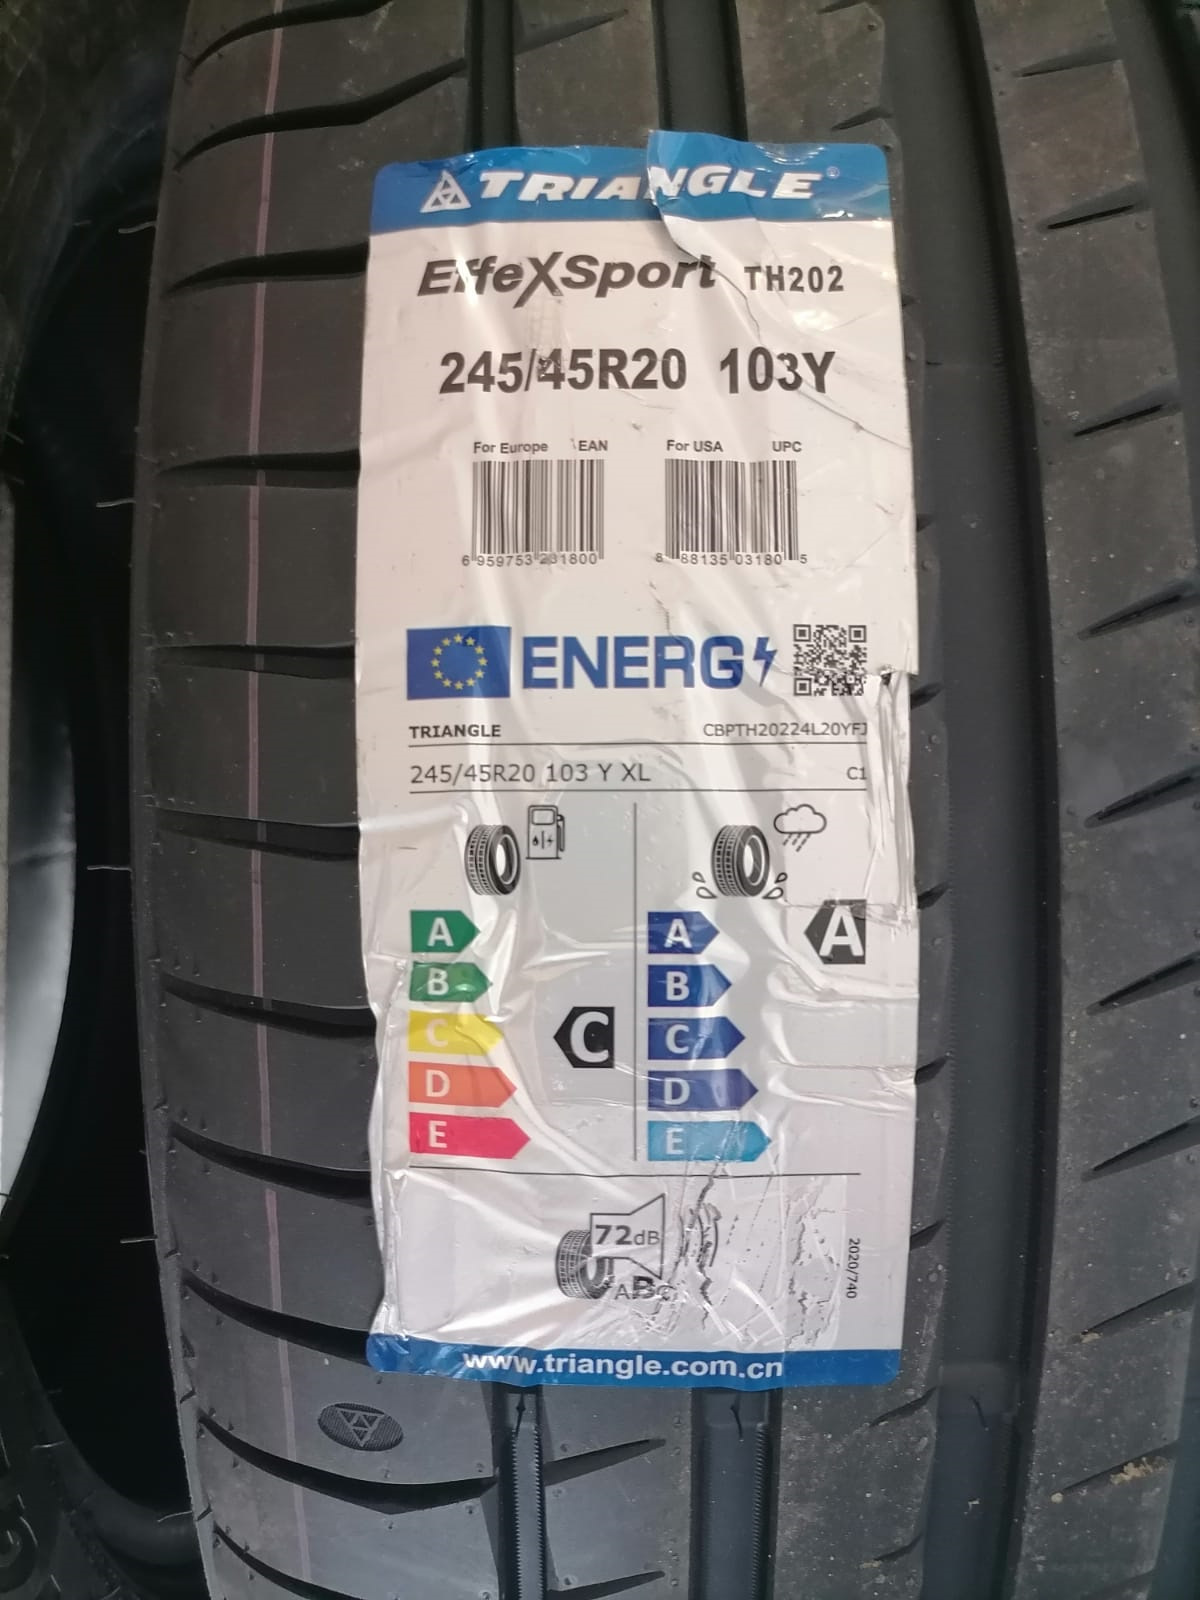 TRIANGLE®
EffeXSport TH202
245/45R20 103Y
For Europe EAN For USA UPC
6 959753 231800 8 88135 03180 5
ENERG
TRIANGLE CBPTH20224L20YFJ
245/45R20 103 Y XL C1
A A A
B B
C C C
D D
E E
72dB
ABC
2020/740
www.triangle.com.cn